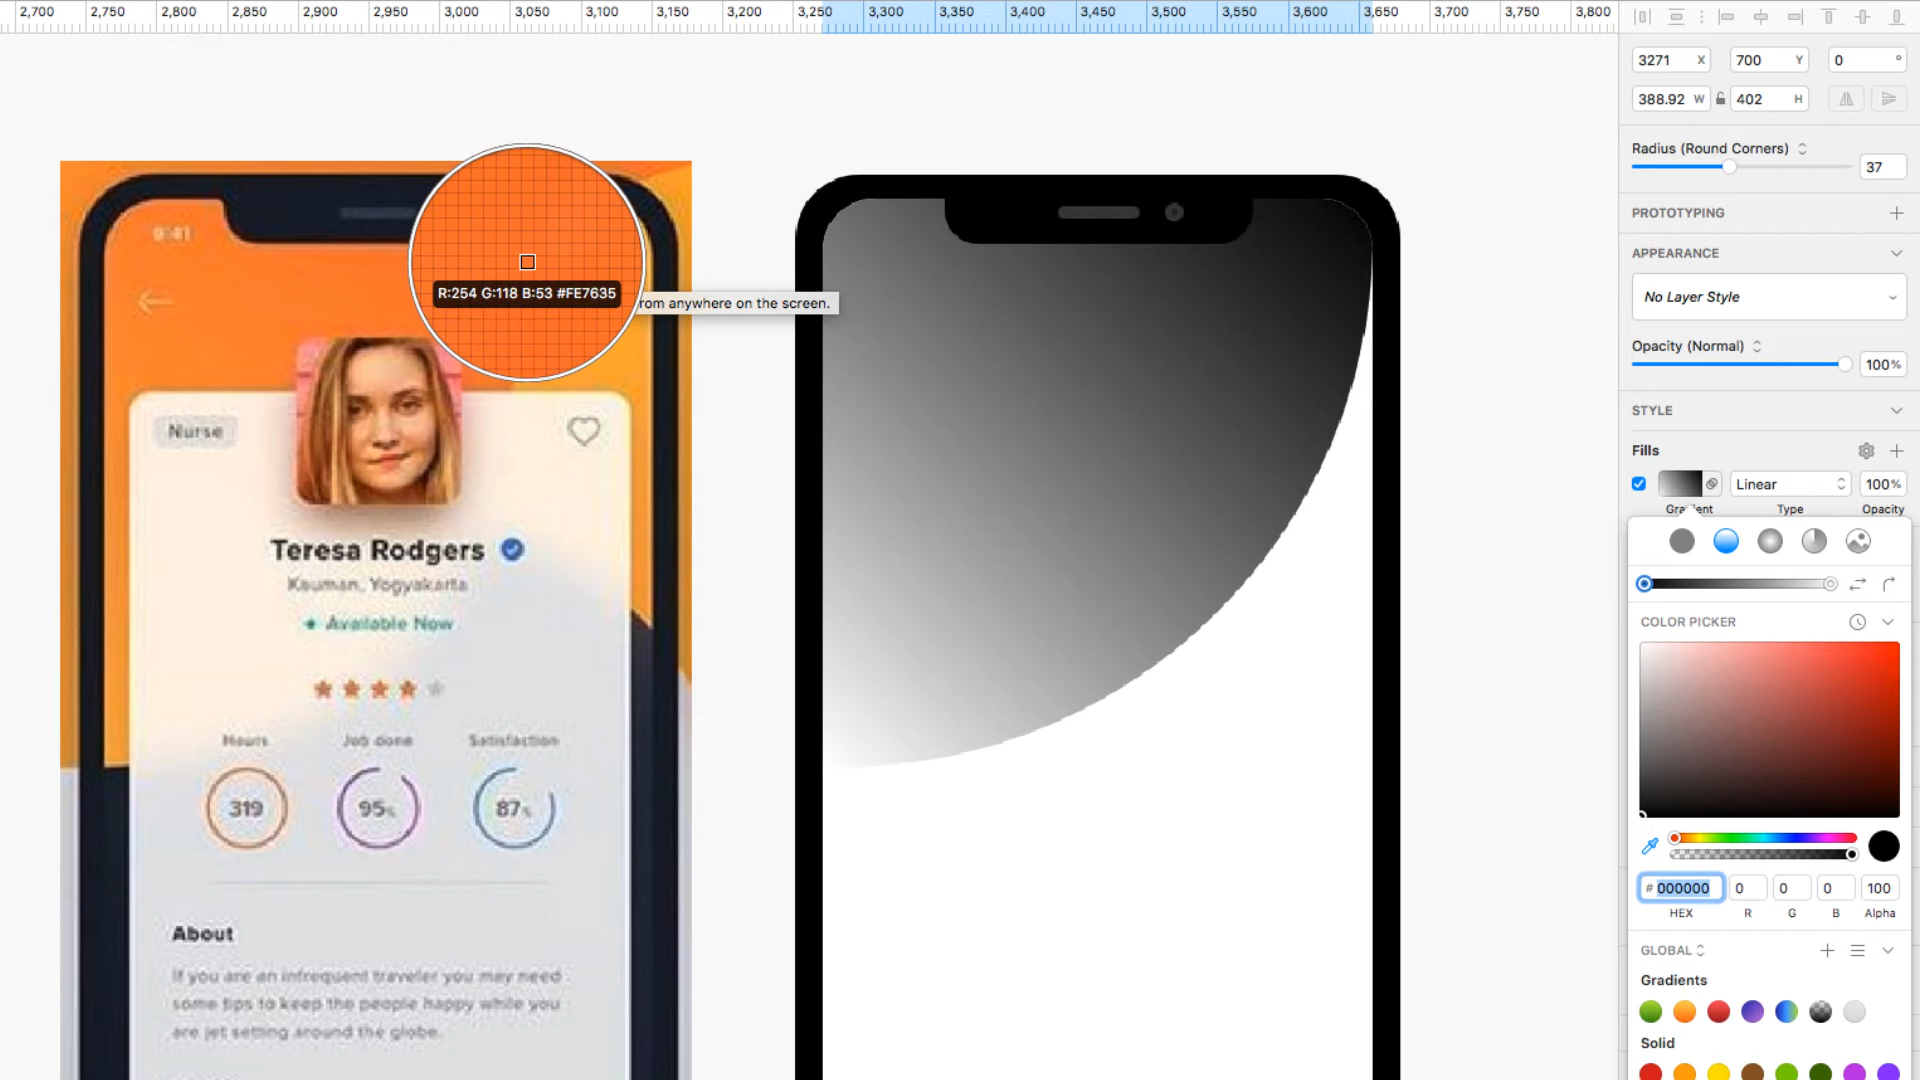 2,700 2,750 2,800 2,850 2,900 2,950 3,000 3,050 3,100 3,150 3,200 3,250 3,300 3,350 3,400 3,450 3,500 3,550 3,600 3,650 3,700 3,750 3,800
3271 X 700 Y 0 °
388.92 W 402 H
Radius (Round Corners)
37
PROTOTYPING
APPEARANCE
No Layer Style
Opacity (Normal)
100%
STYLE
Fills
Linear 100%
Gradient Type Opacity
COLOR PICKER
# 000000 0 0 0 100
HEX R G B Alpha
GLOBAL
Gradients
Solid
9:41
R:254 G:118 B:53 #FE7635
rom anywhere on the screen.
Nurse
Teresa Rodgers
Kauman, Yogyakarta
Available Now
Hours Job done Satisfaction
319 95% 87%
About
If you are an infrequent traveler you may need
some tips to keep the people happy while you
are jet setting around the globe.